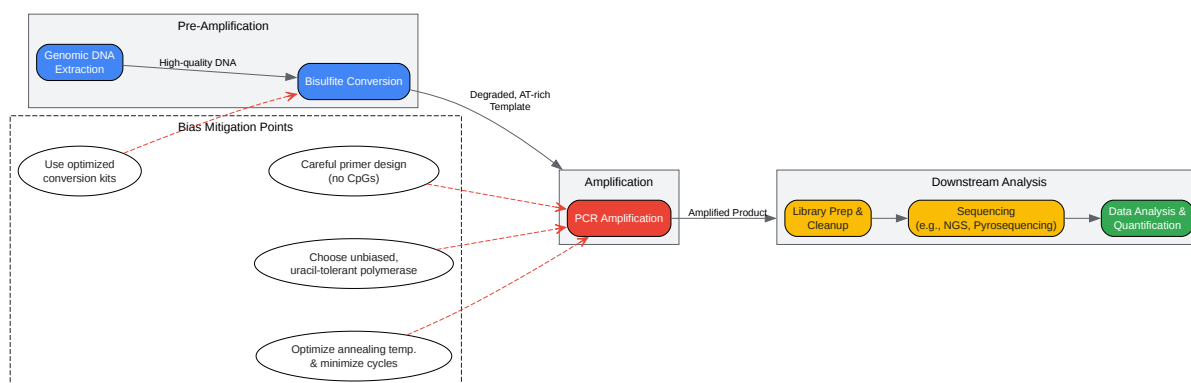 Pre-Amplification
Genomic DNA
Extraction
High-quality DNA
Bisulfite Conversion
Degraded, AT-rich
Template
Bias Mitigation Points
Use optimized
conversion kits
Careful primer design
(no CpGs)
Choose unbiased,
uracil-tolerant polymerase
Optimize annealing temp.
& minimize cycles
Amplification
PCR Amplification
Amplified Product
Downstream Analysis
Library Prep &
Cleanup
Sequencing
(e.g., NGS, Pyrosequencing)
Data Analysis &
Quantification